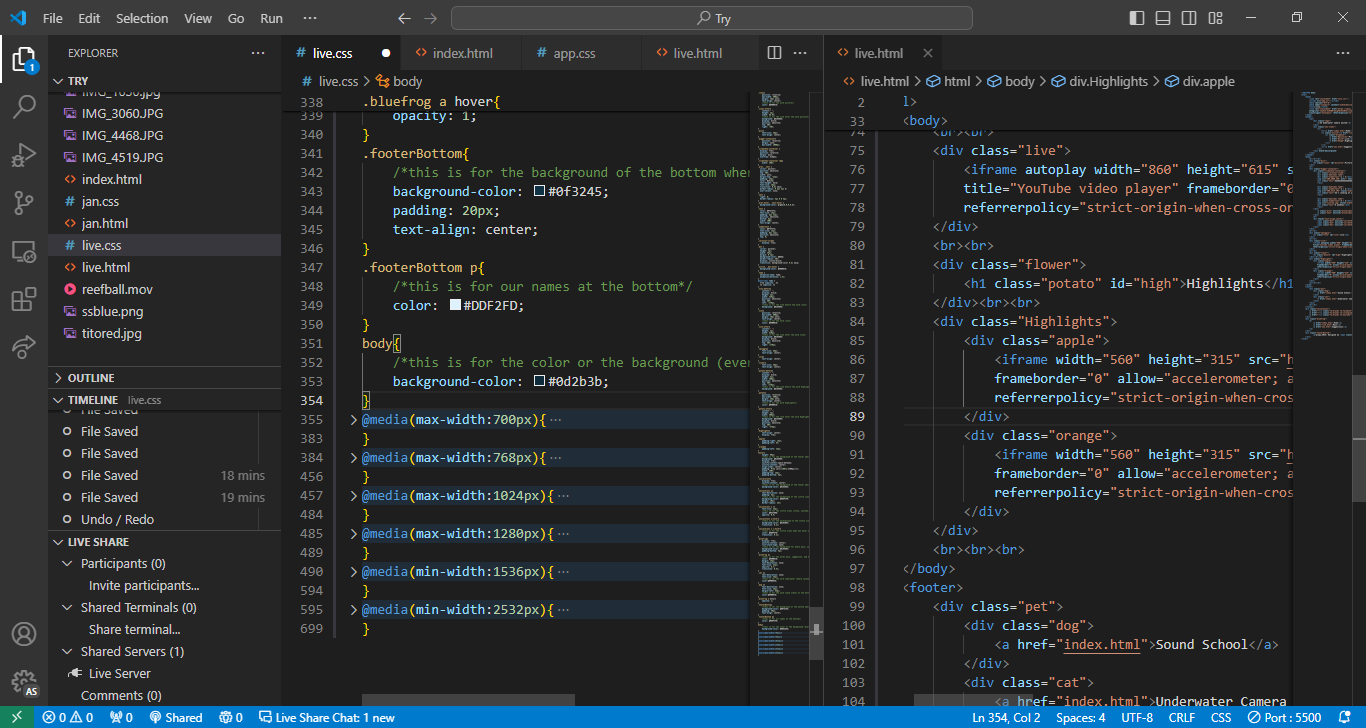 File Edit Selection View Go Run ··· Try
EXPLORER ···
TRY
IMG_3060.JPG
IMG_4468.JPG
IMG_4519.JPG
index.html
# jan.css
jan.html
# live.css
live.html
reefball.mov
ssblue.png
titored.jpg
OUTLINE
TIMELINE live.css
File Saved
File Saved
File Saved
File Saved 18 mins
File Saved 19 mins
Undo / Redo
LIVE SHARE
Participants (0)
Invite participants...
Shared Terminals (0)
Share terminal...
Shared Servers (1)
Live Server
Comments (0)
# live.css index.html # app.css live.html ···
# live.css > body
338 .bluefrog a hover{
339 opacity: 1;
340 }
341 .footerBottom{
342 /*this is for the background of the bottom wher
343 background-color: #0f3245;
344 padding: 20px;
345 text-align: center;
346 }
347 .footerBottom p{
348 /*this is for our names at the bottom*/
349 color: #DDF2FD;
350 }
351 body{
352 /*this is for the color or the background (ever
353 background-color: #0d2b3b;
354 }
355 @media(max-width:700px){ ···
383 }
384 @media(max-width:768px){ ···
456 }
457 @media(max-width:1024px){ ···
484 }
485 @media(max-width:1280px){ ···
489 }
490 @media(min-width:1536px){ ···
594 }
595 @media(min-width:2532px){ ···
699 }
live.html ···
live.html > html > body > div.Highlights > div.apple
2 l>
33 <body>
74 <br><br>
75 <div class="live">
76 <iframe autoplay width="860" height="615" s
77 title="YouTube video player" frameborder="0
78 referrerpolicy="strict-origin-when-cross-or
79 </div>
80 <br><br>
81 <div class="flower">
82 <h1 class="potato" id="high">Highlights</h1
83 </div><br><br>
84 <div class="Highlights">
85 <div class="apple">
86 <iframe width="560" height="315" src="h
87 frameborder="0" allow="accelerometer; a
88 referrerpolicy="strict-origin-when-cros
89 </div>
90 <div class="orange">
91 <iframe width="560" height="315" src="h
92 frameborder="0" allow="accelerometer; a
93 referrerpolicy="strict-origin-when-cros
94 </div>
95 </div>
96 <br><br><br>
97 </body>
98 <footer>
99 <div class="pet">
100 <div class="dog">
101 <a href="index.html">Sound School</a>
102 </div>
103 <div class="cat">
104 <a href="index.html">Underwater Camera
1
AS
0 0 0 Shared 0 Live Share Chat: 1 new
Ln 354, Col 2 Spaces: 4 UTF-8 CRLF CSS Port : 5500